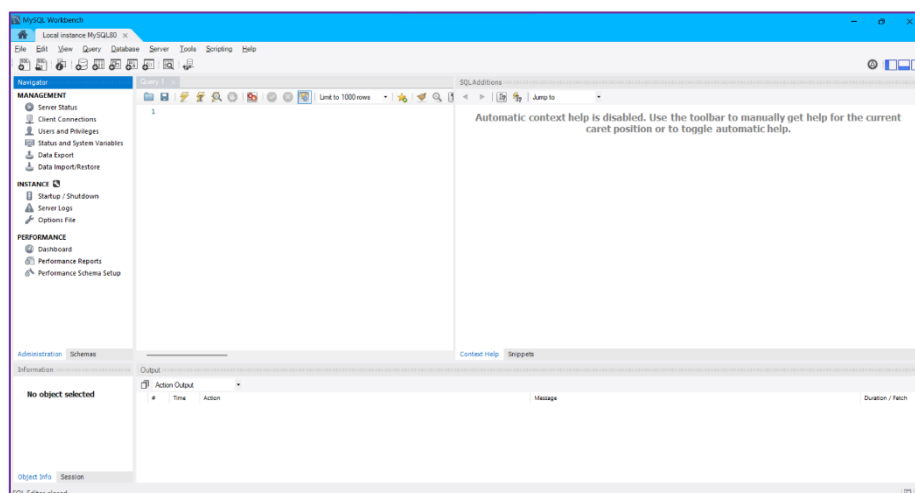 MySQL Workbench
Local instance MySQL80 ×
File Edit View Query Database Server Tools Scripting Help
Navigator
MANAGEMENT
Server Status
Client Connections
Users and Privileges
Status and System Variables
Data Export
Data Import/Restore
INSTANCE
Startup / Shutdown
Server Logs
Options File
PERFORMANCE
Dashboard
Performance Reports
Performance Schema Setup
Administration Schemas
Query 1
Limit to 1000 rows
1
SQLAdditions
Jump to
Automatic context help is disabled. Use the toolbar to manually get help for the current
caret position or to toggle automatic help.
Context Help Snippets
Information
No object selected
Object Info Session
Output
Action Output
# Time Action Message Duration / Fetch
SQL Editor closed